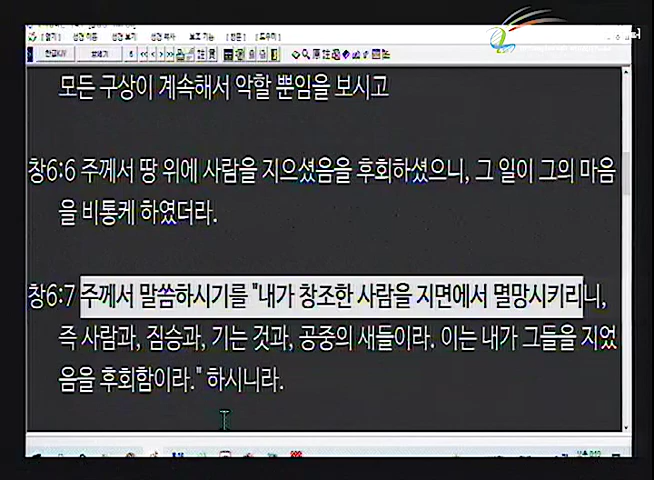 모든 구상이 계속해서 악할 뿐임을 보시고
창6:6 주께서 땅 위에 사람을 지으셨음을 후회하셨으니, 그 일이 그의 마음
을 비통케 하였더라.
창6:7 주께서 말씀하시기를 "내가 창조한 사람을 지면에서 멸망시키리니,
즉 사람과, 짐승과, 기는 것과, 공중의 새들이라. 이는 내가 그들을 지었
음을 후회함이라." 하시니라.